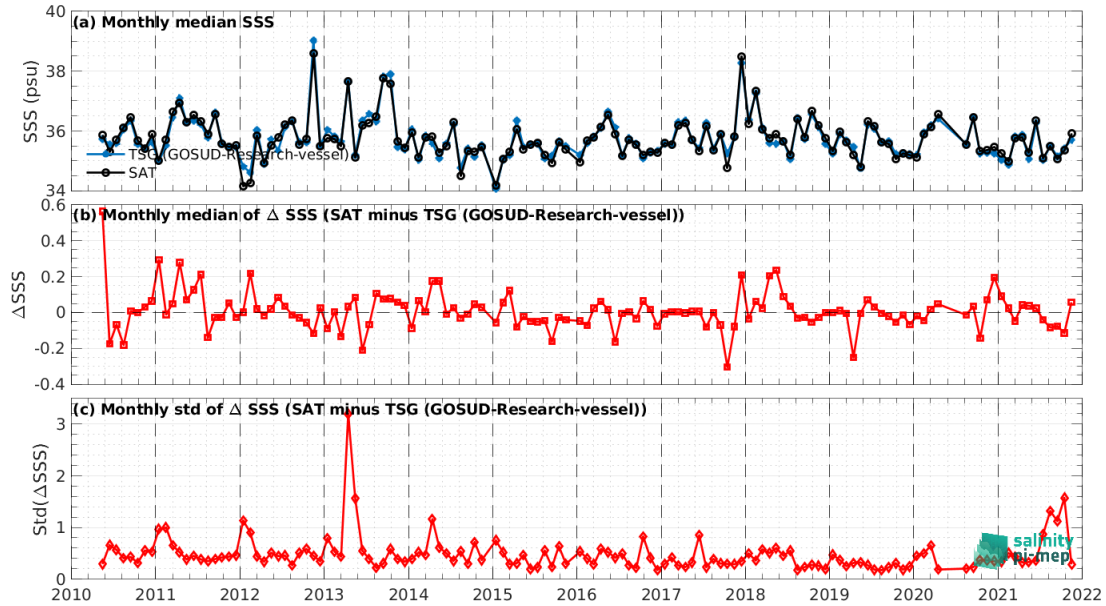 (a) Monthly median SSS
40
38
36
34
SSS (psu)
TSG (GOSUD-Research-vessel)
SAT
(b) Monthly median of Δ SSS (SAT minus TSG (GOSUD-Research-vessel))
0.6
0.4
0.2
0
-0.2
-0.4
ΔSSS
(c) Monthly std of Δ SSS (SAT minus TSG (GOSUD-Research-vessel))
3
2
1
0
Std(ΔSSS)
salinity
pi-mep
2010 2011 2012 2013 2014 2015 2016 2017 2018 2019 2020 2021 2022